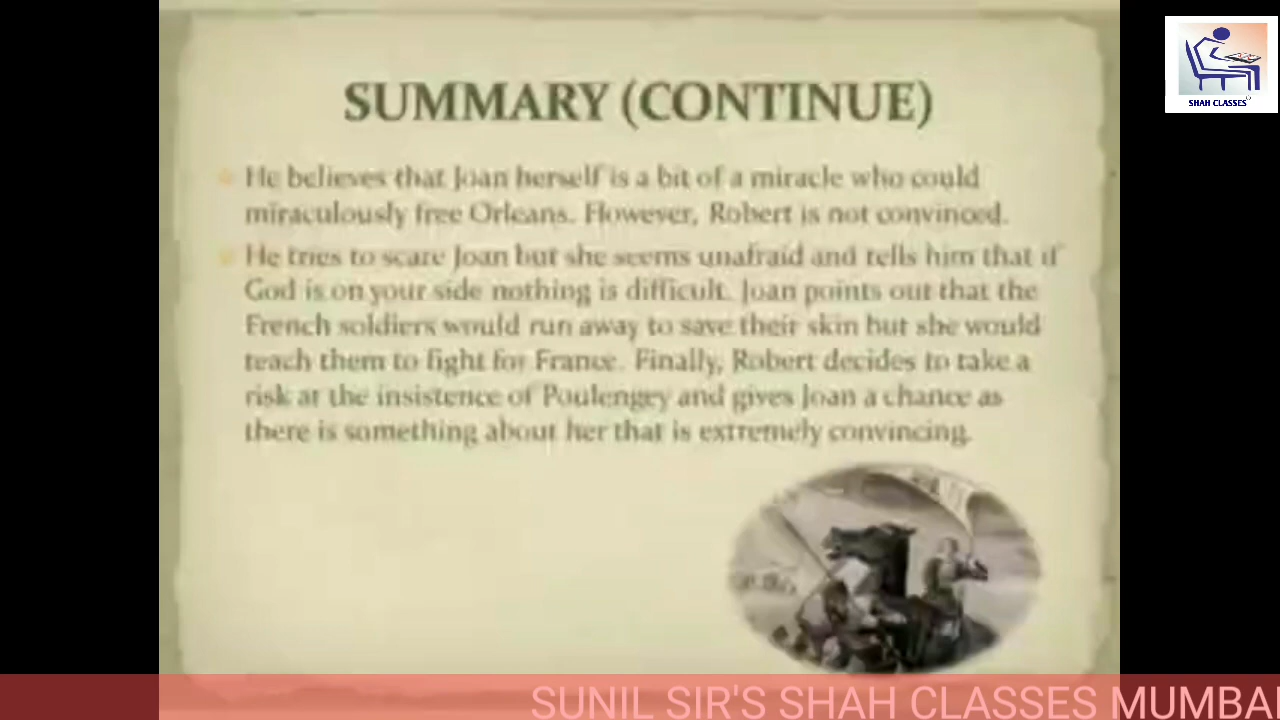 SHAH CLASSES
SUMMARY (CONTINUE)
He believes that Joan herself is a bit of a miracle who could
miraculously free Orleans. However, Robert is not convinced.
He tries to scare Joan but she seems unafraid and tells him that if
God is on your side nothing is difficult. Joan points out that the
French soldiers would run away to save their skin but she would
teach them to fight for France. Finally, Robert decides to take a
risk at the insistence of Poulengey and gives Joan a chance as
there is something about her that is extremely convincing.
SUNIL SIR'S SHAH CLASSES MUMBAI